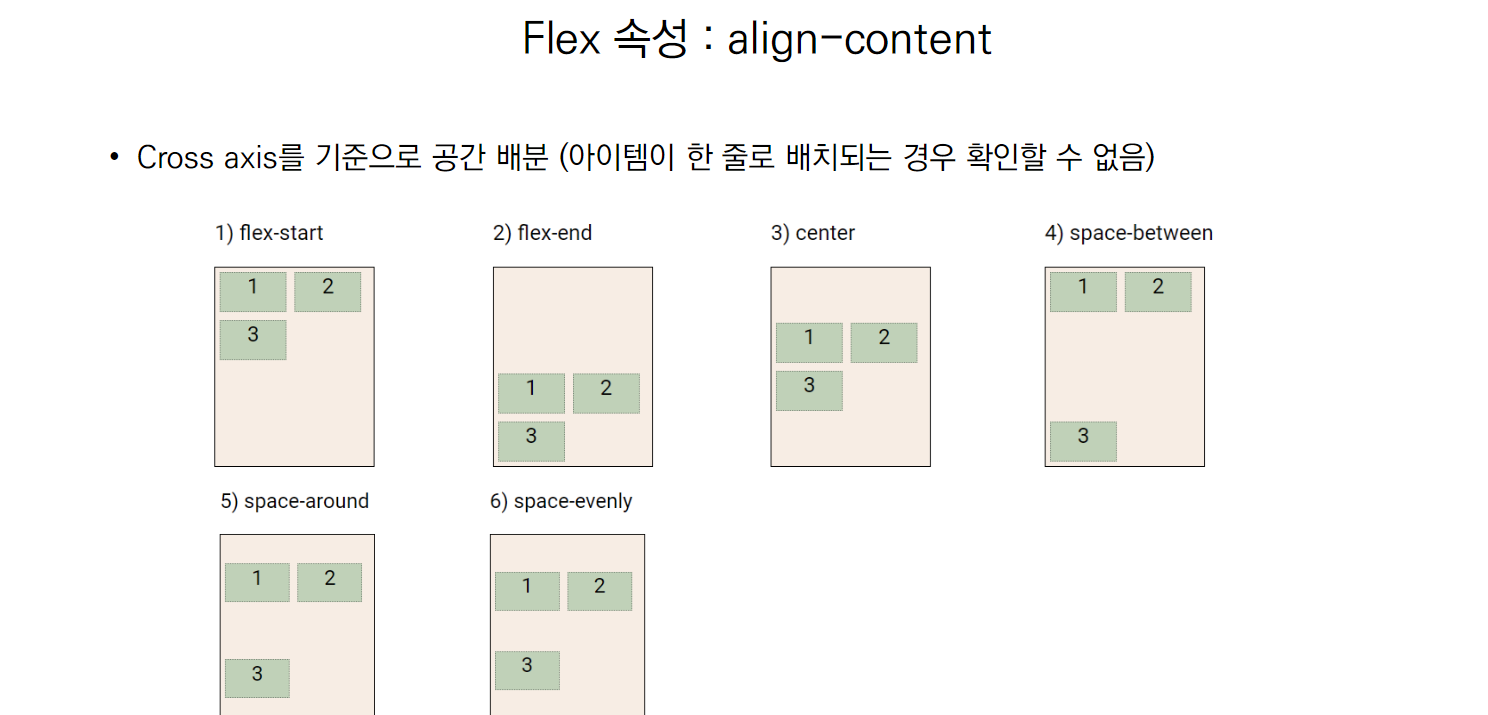 Flex 속성 : align-content
• Cross axis를 기준으로 공간 배분 (아이템이 한 줄로 배치되는 경우 확인할 수 없음)
1) flex-start
2) flex-end
3) center
4) space-between
1 2
3
1 2
3
1 2
3
1 2
3
5) space-around
6) space-evenly
1 2
3
1 2
3